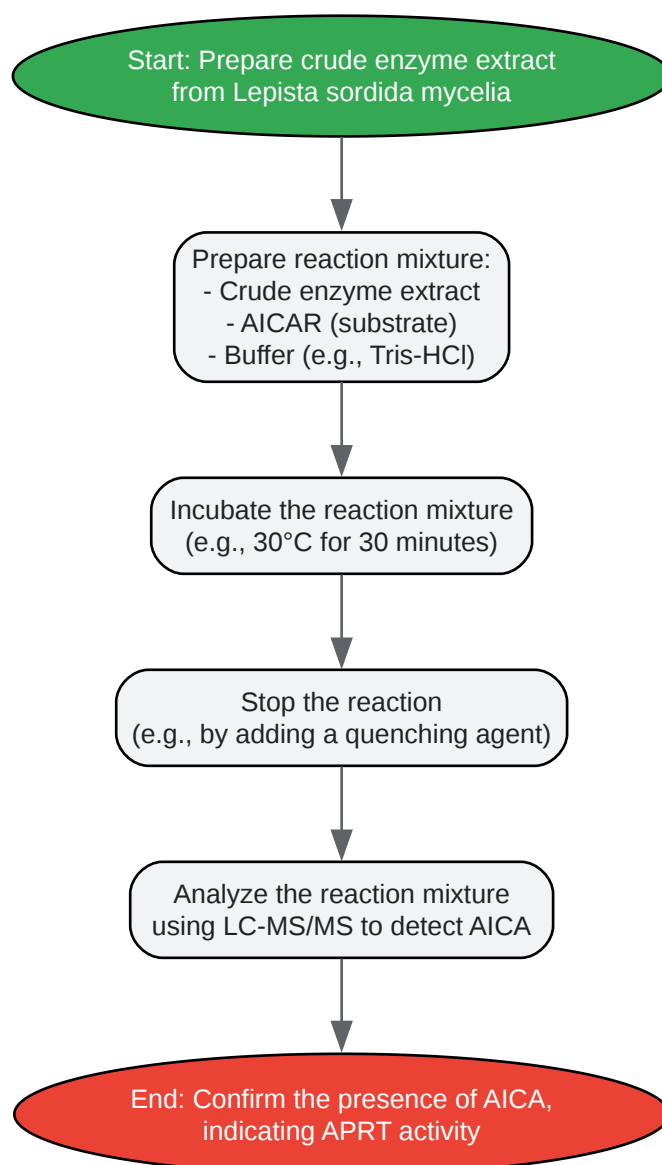 Start: Prepare crude enzyme extract
from Lepista sordida mycelia
Prepare reaction mixture:
- Crude enzyme extract
- AICAR (substrate)
- Buffer (e.g., Tris-HCl)
Incubate the reaction mixture
(e.g., 30°C for 30 minutes)
Stop the reaction
(e.g., by adding a quenching agent)
Analyze the reaction mixture
using LC-MS/MS to detect AICA
End: Confirm the presence of AICA,
indicating APRT activity